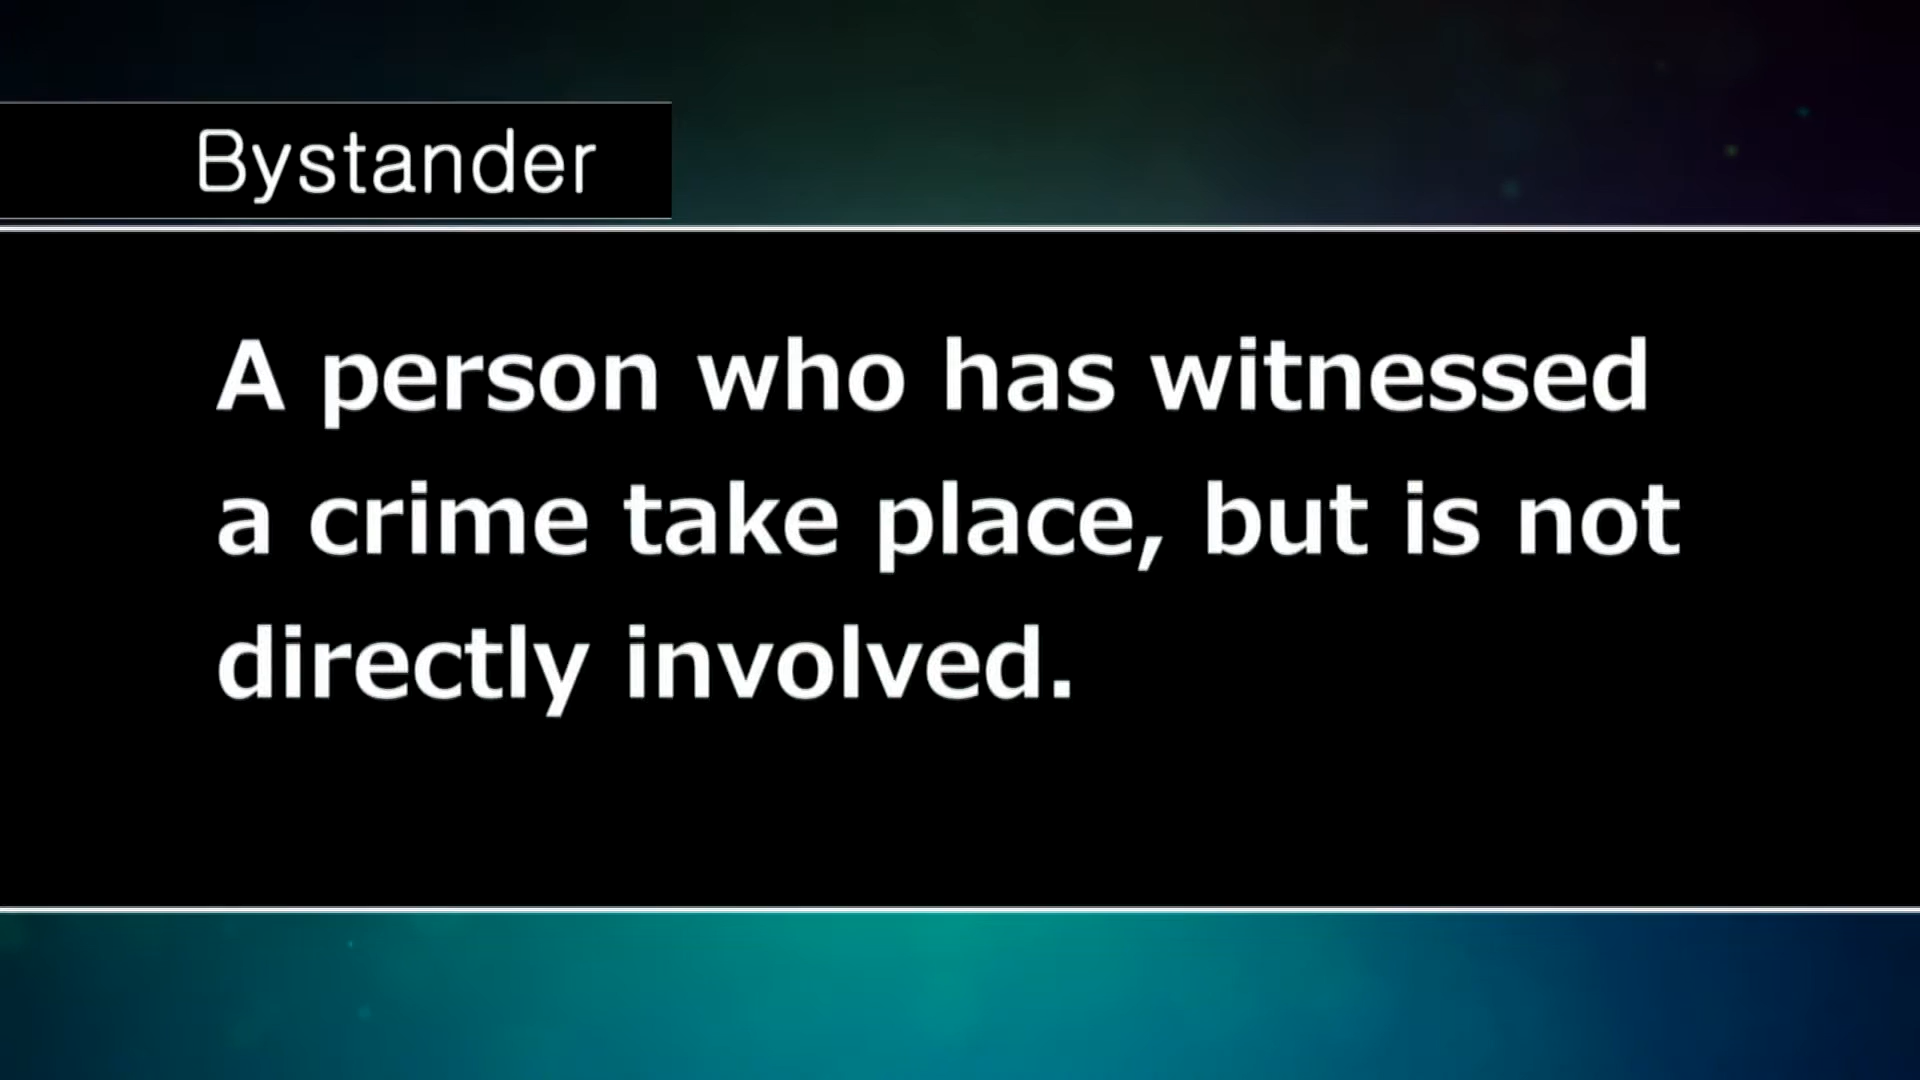 Bystander
A person who has witnessed
a crime take place, but is not
directly involved.